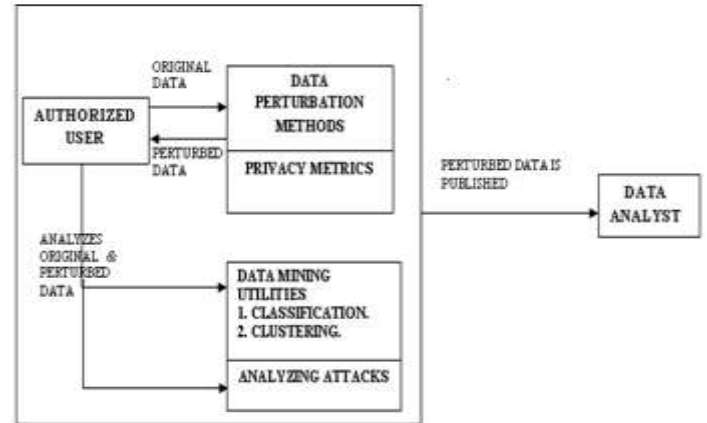 ORIGINAL
DATA
DATA
PERTURBATION
METHODS
AUTHORIZED
USER
PERTURBED
DATA
PRIVACY METRICS
PERTURBED DATA IS
PUBLISHED
DATA
ANALYST
ANALYZES
ORIGINAL &
PERTURBED
DATA
DATA MINING
UTILITIES
1. CLASSIFICATION.
2. CLUSTERING.
ANALYZING ATTACKS